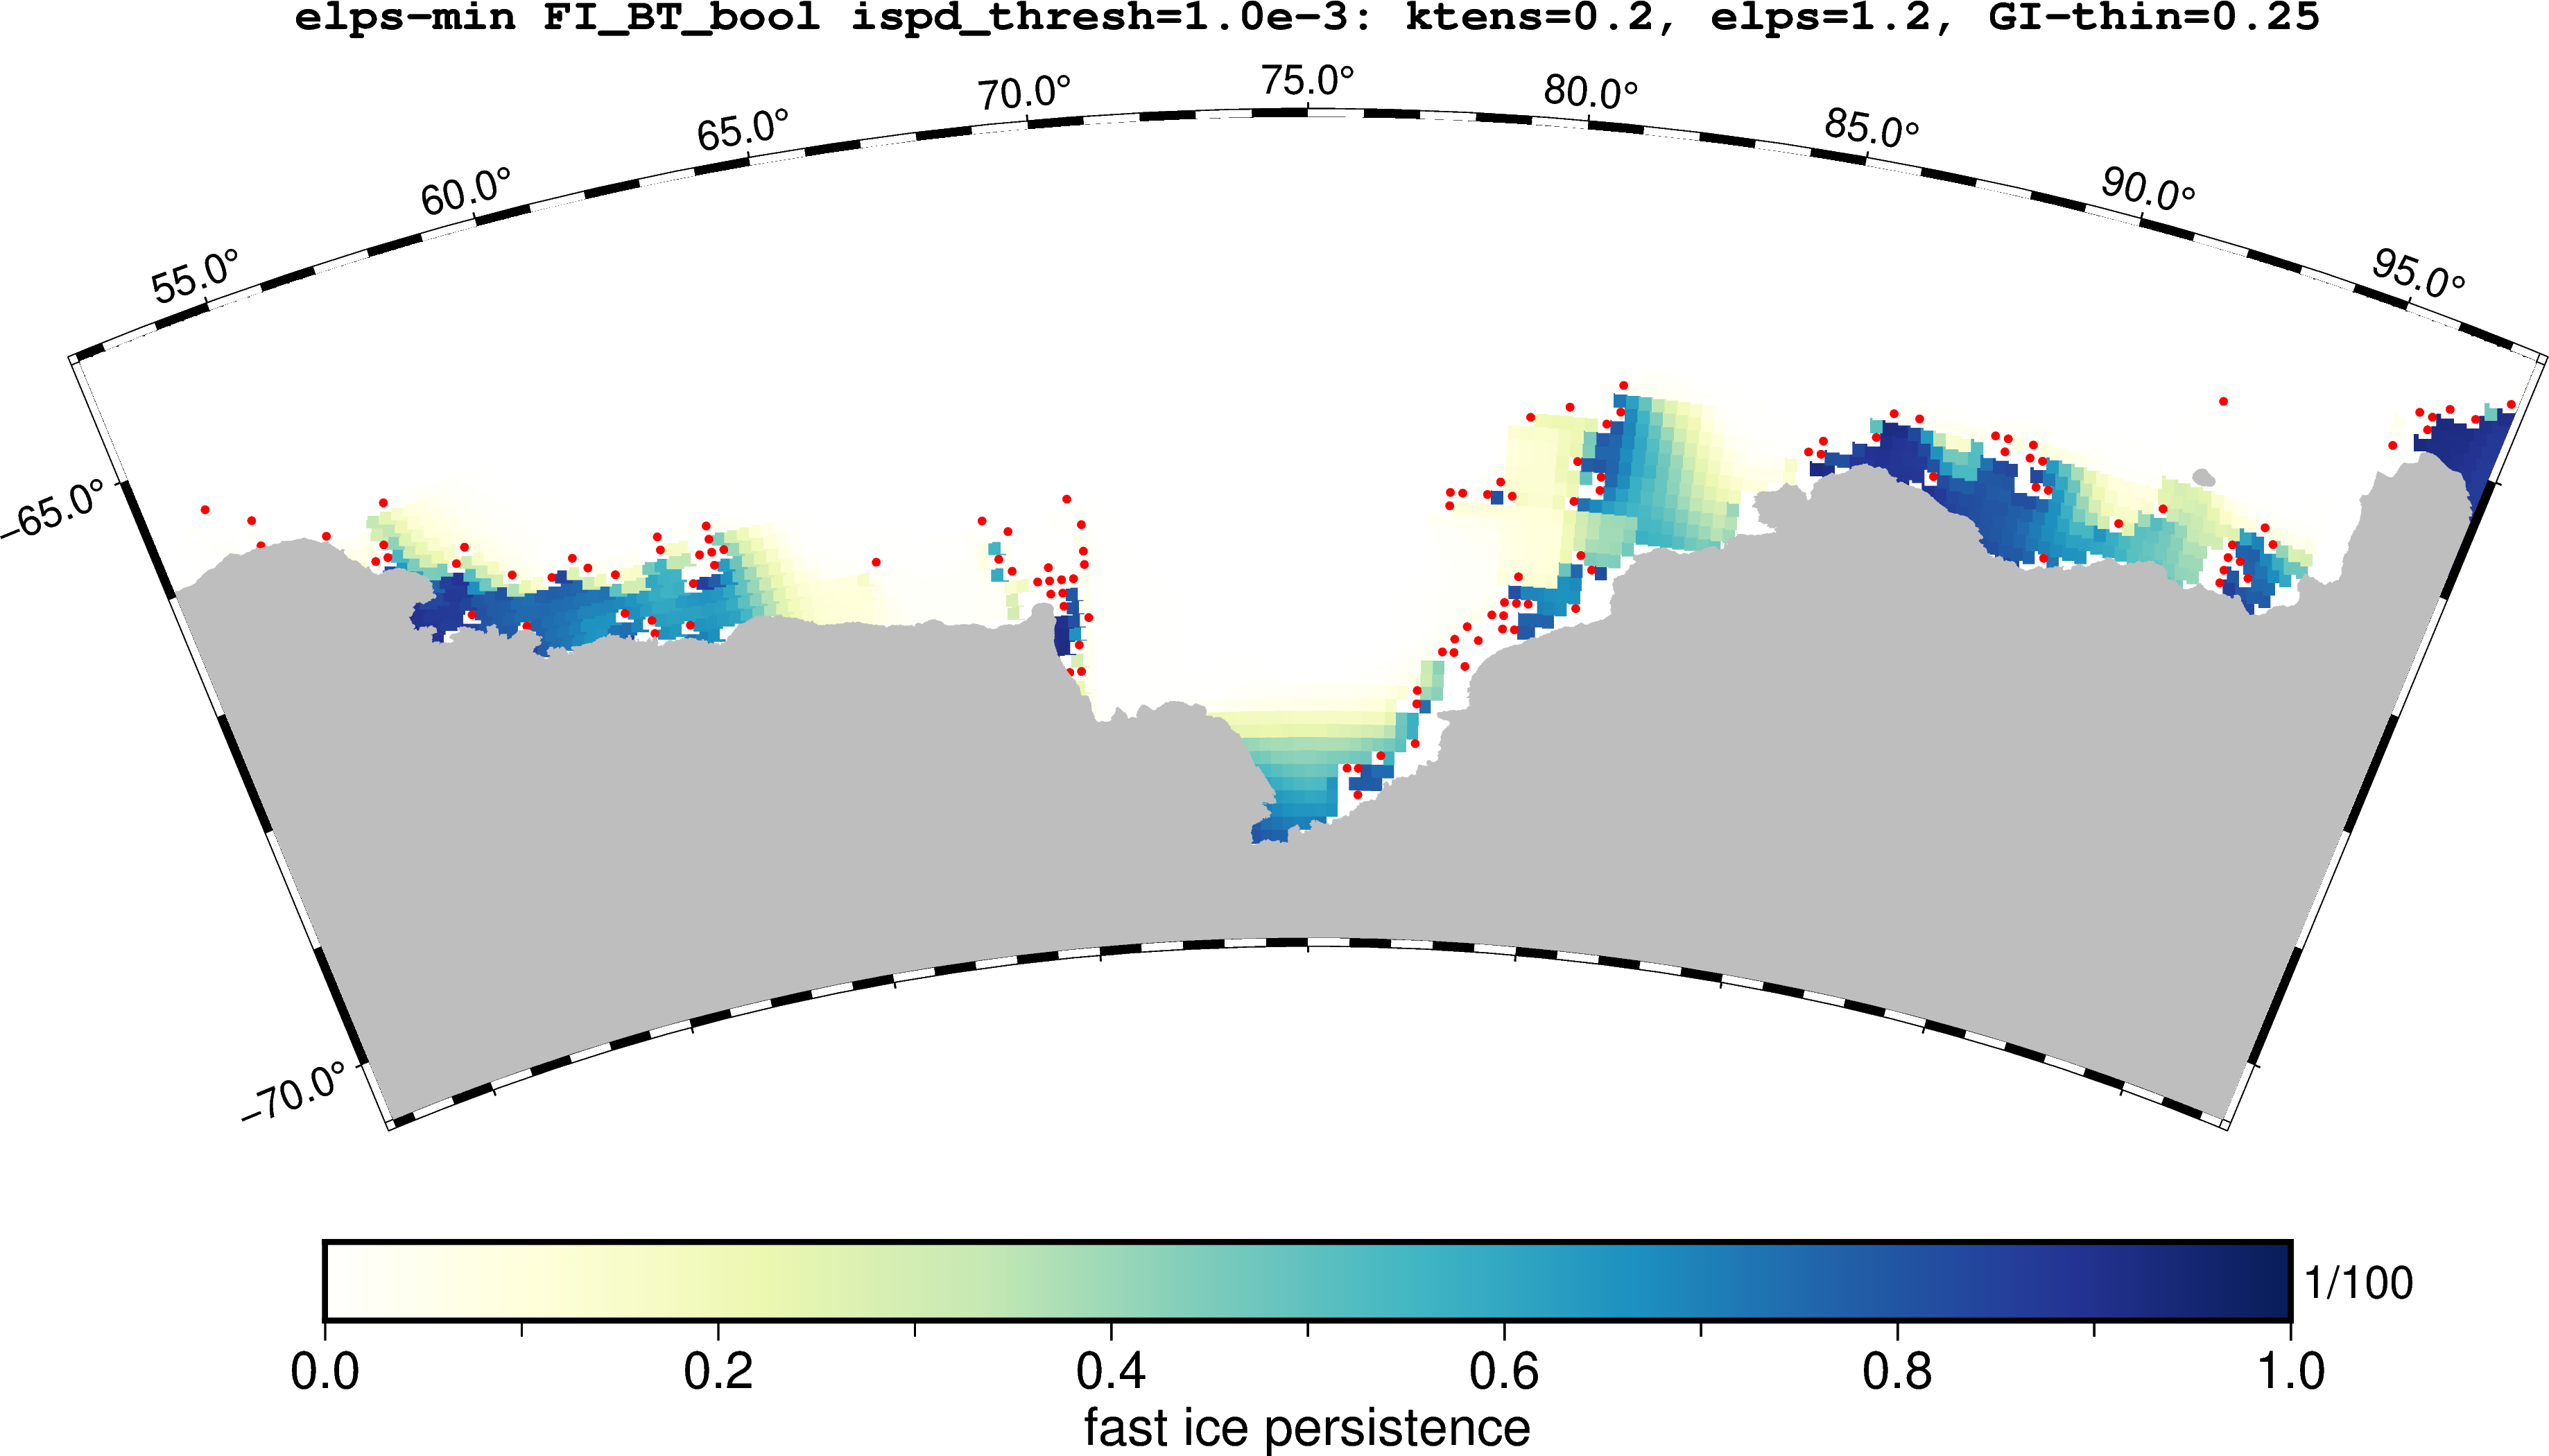 elps-min FI_BT_bool ispd_thresh=1.0e-3: ktens=0.2, elps=1.2, GI-thin=0.25
55.0° 60.0° 65.0° 70.0° 75.0° 80.0° 85.0° 90.0° 95.0°
-65.0°
-70.0°
1/100
0.0 0.2 0.4 0.6 0.8 1.0
fast ice persistence